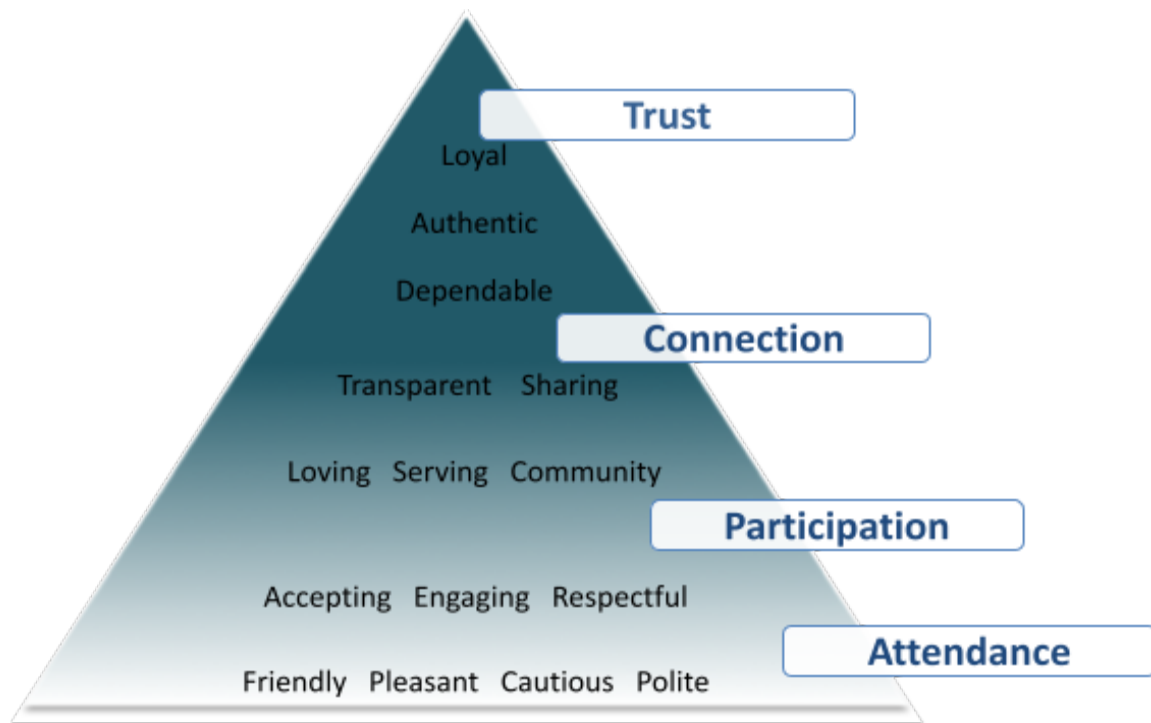 Trust
Loyal
Authentic
Dependable
Connection
Transparent Sharing
Loving Serving Community
Participation
Accepting Engaging Respectful
Attendance
Friendly Pleasant Cautious Polite